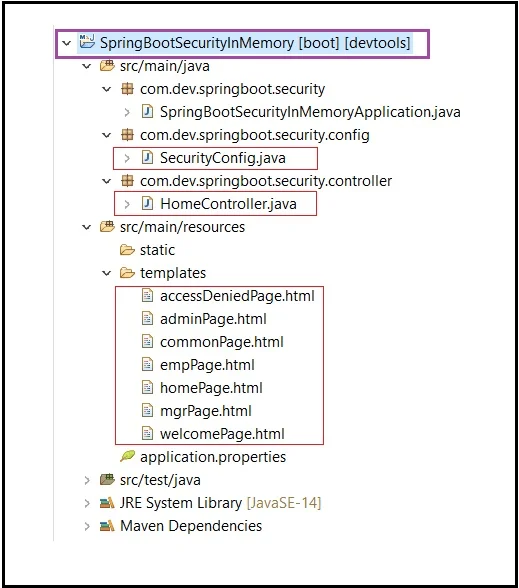 SpringBootSecurityInMemory [boot] [devtools]
src/main/java
com.dev.springboot.security
SpringBootSecurityInMemoryApplication.java
com.dev.springboot.security.config
SecurityConfig.java
com.dev.springboot.security.controller
HomeController.java
src/main/resources
static
templates
accessDeniedPage.html
adminPage.html
commonPage.html
empPage.html
homePage.html
mgrPage.html
welcomePage.html
application.properties
src/test/java
JRE System Library [JavaSE-14]
Maven Dependencies